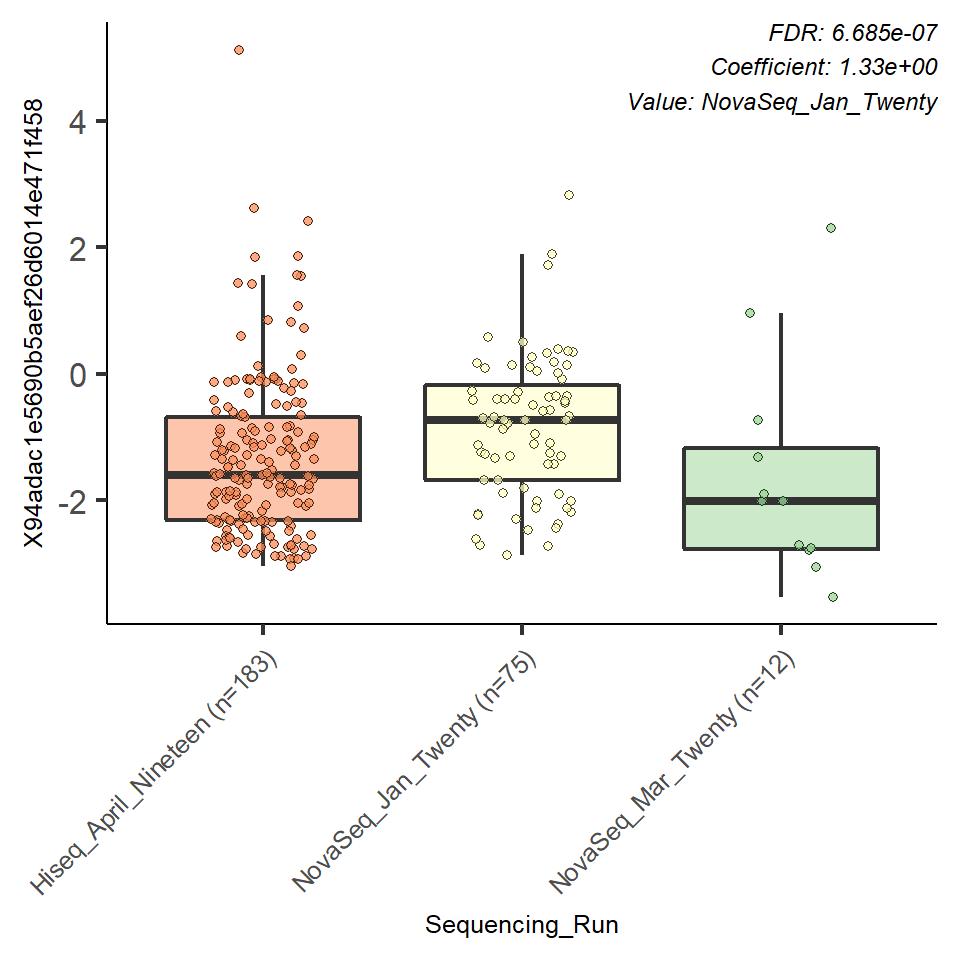 FDR: 6.685e-07
Coefficient: 1.33e+00
Value: NovaSeq_Jan_Twenty
X94adac1e5690b5aef26d6014e471f458
4
2
0
-2
Hiseq_April_Nineteen (n=183)
NovaSeq_Jan_Twenty (n=75)
NovaSeq_Mar_Twenty (n=12)
Sequencing_Run